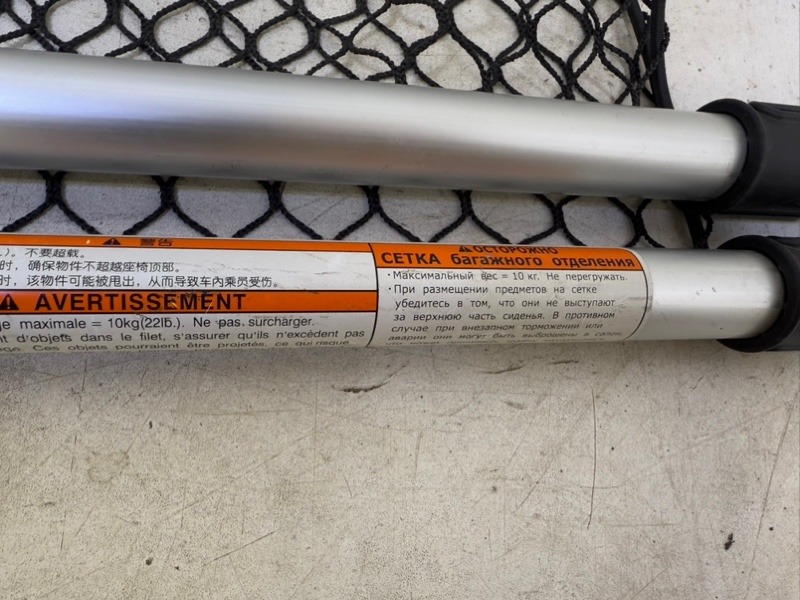 ⚠ 警告
.)。不要超载。
时，确保物件不超越座椅顶部。
时，该物件可能被甩出，从而导致车内乘员受伤。
⚠ AVERTISSEMENT
ge maximale = 10kg(22lb.). Ne pas surcharger.
nt d'objets dans le filet, s'assurer qu'ils n'excèdent pas
age. Ces objets pourraient être projetés, ce qui risque
⚠ ОСТОРОЖНО
СЕТКА багажного отделения
· Максимальный вес = 10 кг. Не перегружать.
· При размещении предметов на сетке
убедитесь в том, что они не выступают
за верхнюю часть сиденья. В противном
случае при внезапном торможении или
аварии они могут быть выброшены в салон,